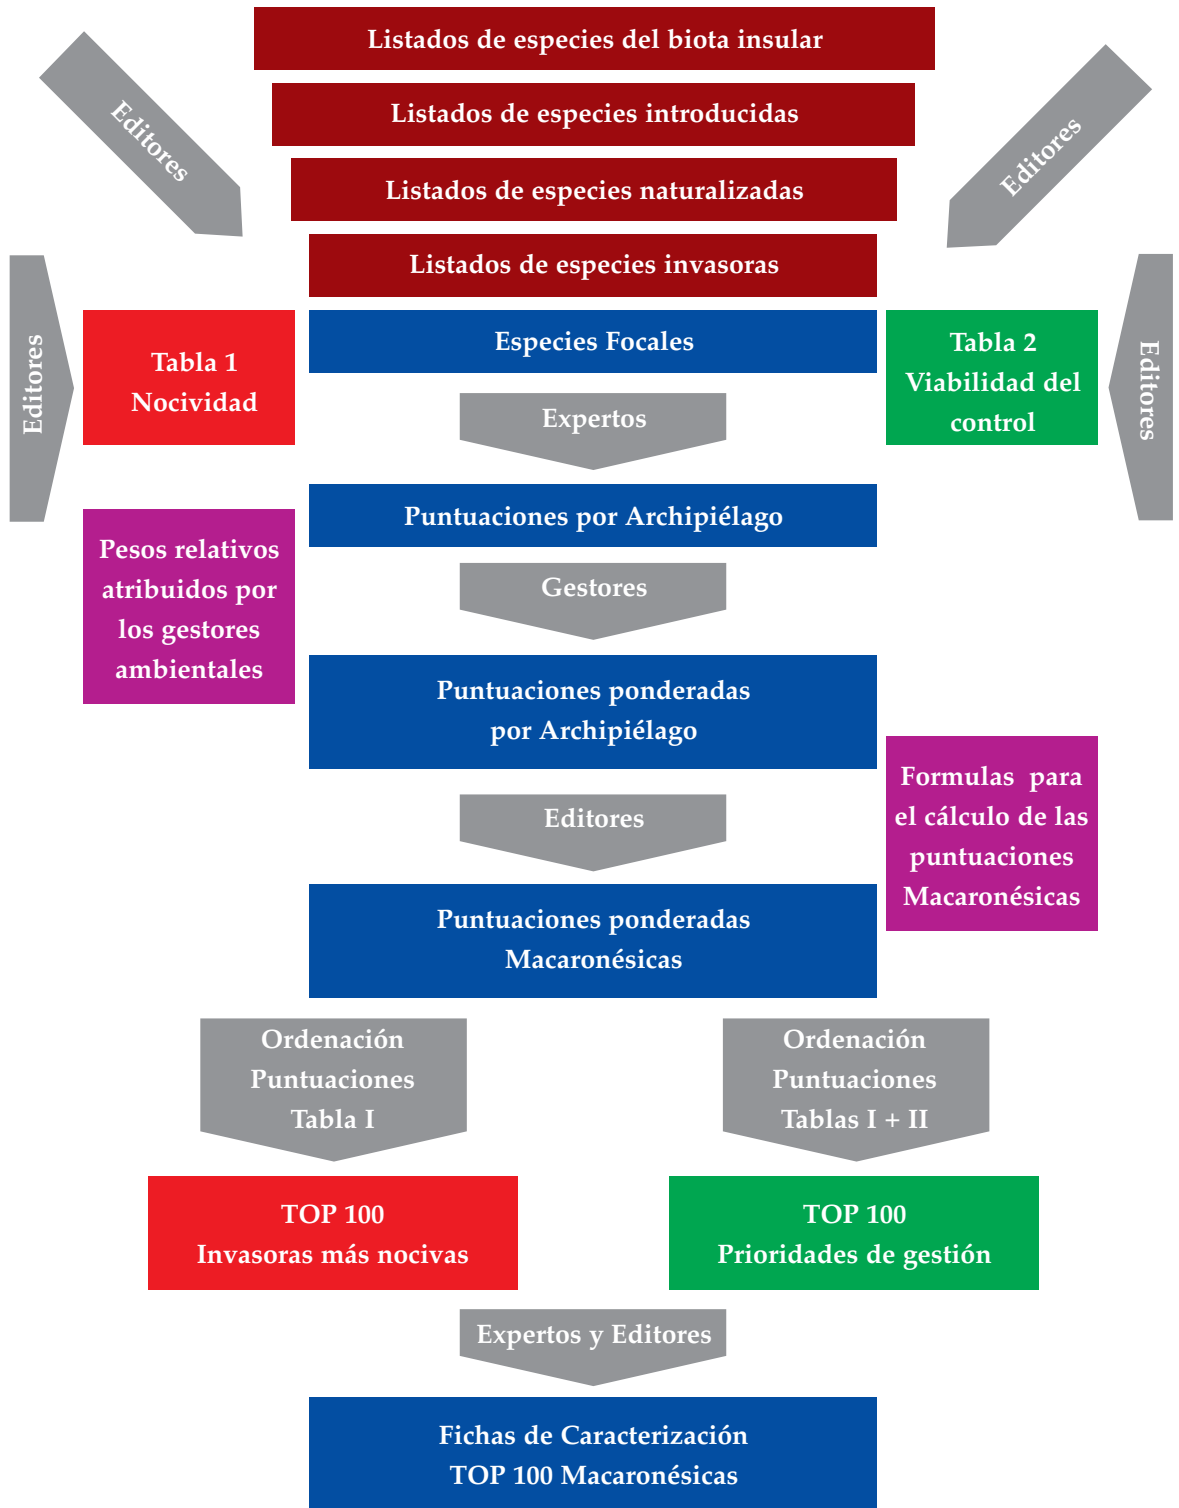 Listados de especies del biota insular
Editores
Editores
Listados de especies introducidas
Listados de especies naturalizadas
Listados de especies invasoras
Editores
Tabla 1
Nocividad
Especies Focales
Tabla 2
Viabilidad del
control
Editores
Expertos
Puntuaciones por Archipiélago
Pesos relativos
atribuidos por
los gestores
ambientales
Gestores
Puntuaciones ponderadas
por Archipiélago
Formulas para
el cálculo de las
puntuaciones
Macaronésicas
Editores
Puntuaciones ponderadas
Macaronésicas
Ordenación
Puntuaciones
Tabla I
Ordenación
Puntuaciones
Tablas I + II
TOP 100
Invasoras más nocivas
TOP 100
Prioridades de gestión
Expertos y Editores
Fichas de Caracterización
TOP 100 Macaronésicas